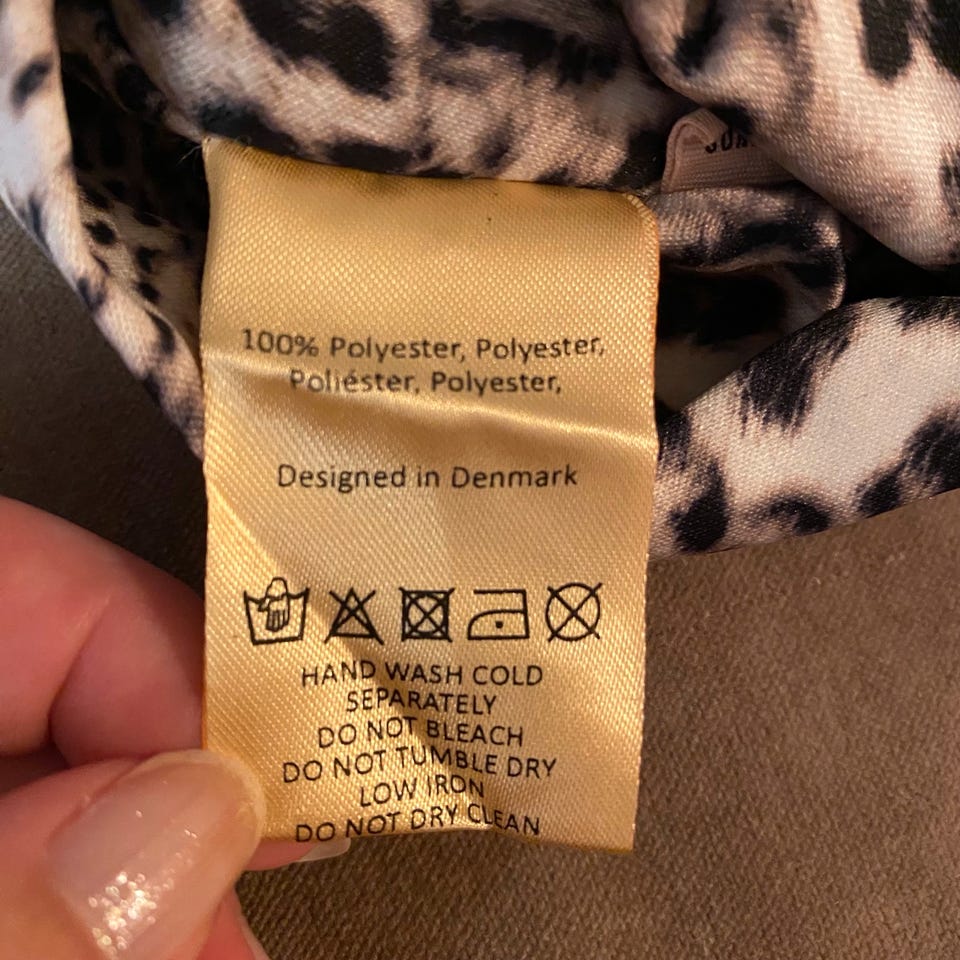 100% Polyester, Polyester,
Poliéster, Polyester,
Designed in Denmark
HAND WASH COLD
SEPARATELY
DO NOT BLEACH
DO NOT TUMBLE DRY
LOW IRON
DO NOT DRY CLEAN